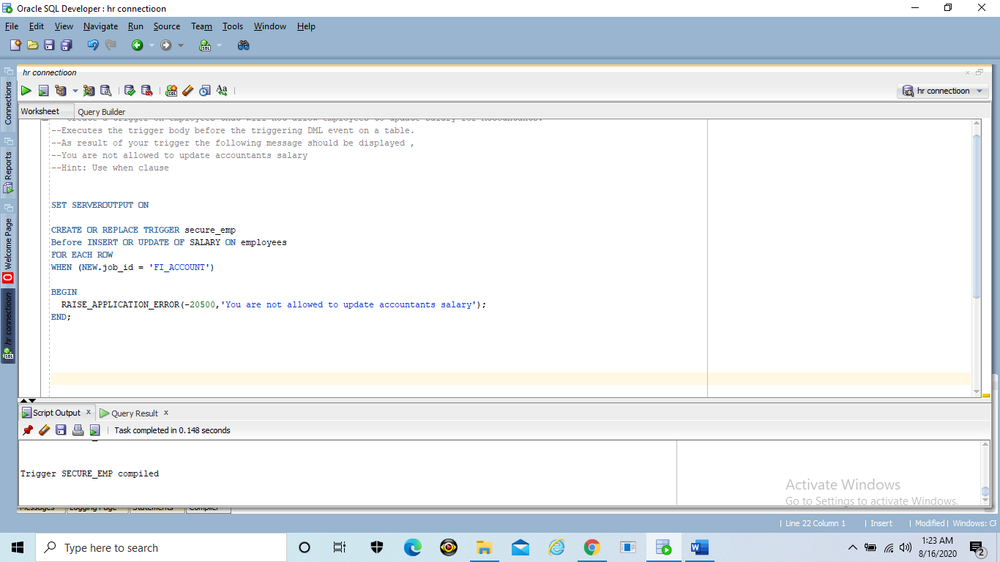 Oracle SQL Developer : hr connectioon
File Edit View Navigate Run Source Team Tools Window Help
hr connectioon
hr connectioon
Worksheet Query Builder
--Executes the trigger body before the triggering DML event on a table.
--As result of your trigger the following message should be displayed ,
--You are not allowed to update accountants salary
--Hint: Use when clause
SET SERVEROUTPUT ON
CREATE OR REPLACE TRIGGER secure_emp
Before INSERT OR UPDATE OF SALARY ON employees
FOR EACH ROW
WHEN (NEW.job_id = 'FI_ACCOUNT')
BEGIN
RAISE_APPLICATION_ERROR(-20500,'You are not allowed to update accountants salary');
END;
Connections
Reports
Welcome Page
hr connectioon
Script Output x Query Result x
Task completed in 0.148 seconds
Trigger SECURE_EMP compiled
Activate Windows
Go to Settings to activate Windows.
Messages Logging Page Statements Compiler
Line 22 Column 1 Insert Modified Windows: CF
Type here to search
1:23 AM
8/16/2020
2